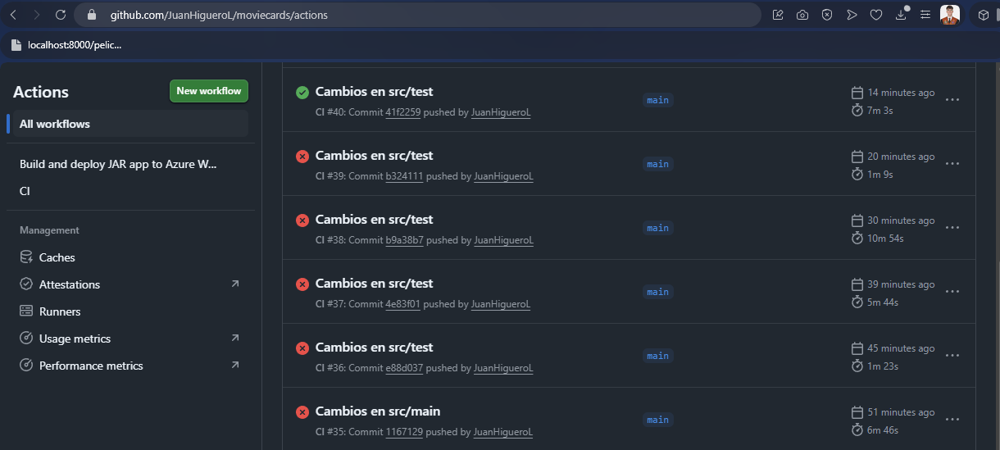 github.com/JuanHigueroL/moviecards/actions
localhost:8000/pelic...
Actions
New workflow
All workflows
Build and deploy JAR app to Azure W...
CI
Management
Caches
Attestations
Runners
Usage metrics
Performance metrics
Cambios en src/test
main
14 minutes ago
CI #40: Commit 41f2259 pushed by JuanHigueroL
7m 3s
Cambios en src/test
main
20 minutes ago
CI #39: Commit b324111 pushed by JuanHigueroL
1m 9s
Cambios en src/test
main
30 minutes ago
CI #38: Commit b9a38b7 pushed by JuanHigueroL
10m 54s
Cambios en src/test
main
39 minutes ago
CI #37: Commit 4e83f01 pushed by JuanHigueroL
5m 44s
Cambios en src/test
main
45 minutes ago
CI #36: Commit e88d037 pushed by JuanHigueroL
1m 23s
Cambios en src/main
main
51 minutes ago
CI #35: Commit 1167129 pushed by JuanHigueroL
6m 46s